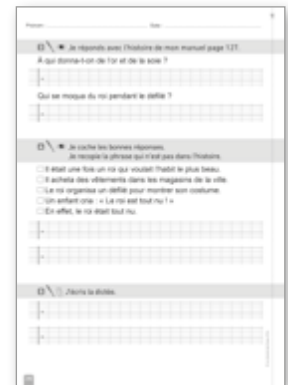 Prénom : Date :
Je réponds avec l'histoire de mon manuel page 127.
À qui donna-t-on de l'or et de la soie ?
Qui se moqua du roi pendant le défilé ?
Je coche les bonnes réponses.
Je recopie la phrase qui n'est pas dans l'histoire.
Il était une fois un roi qui voulait l'habit le plus beau.
Il acheta des vêtements dans les magasins de la ville.
Le roi organisa un défilé pour montrer son costume.
Un enfant cria : « Le roi est tout nu ! »
En effet, le roi était tout nu.
J'écris la dictée.